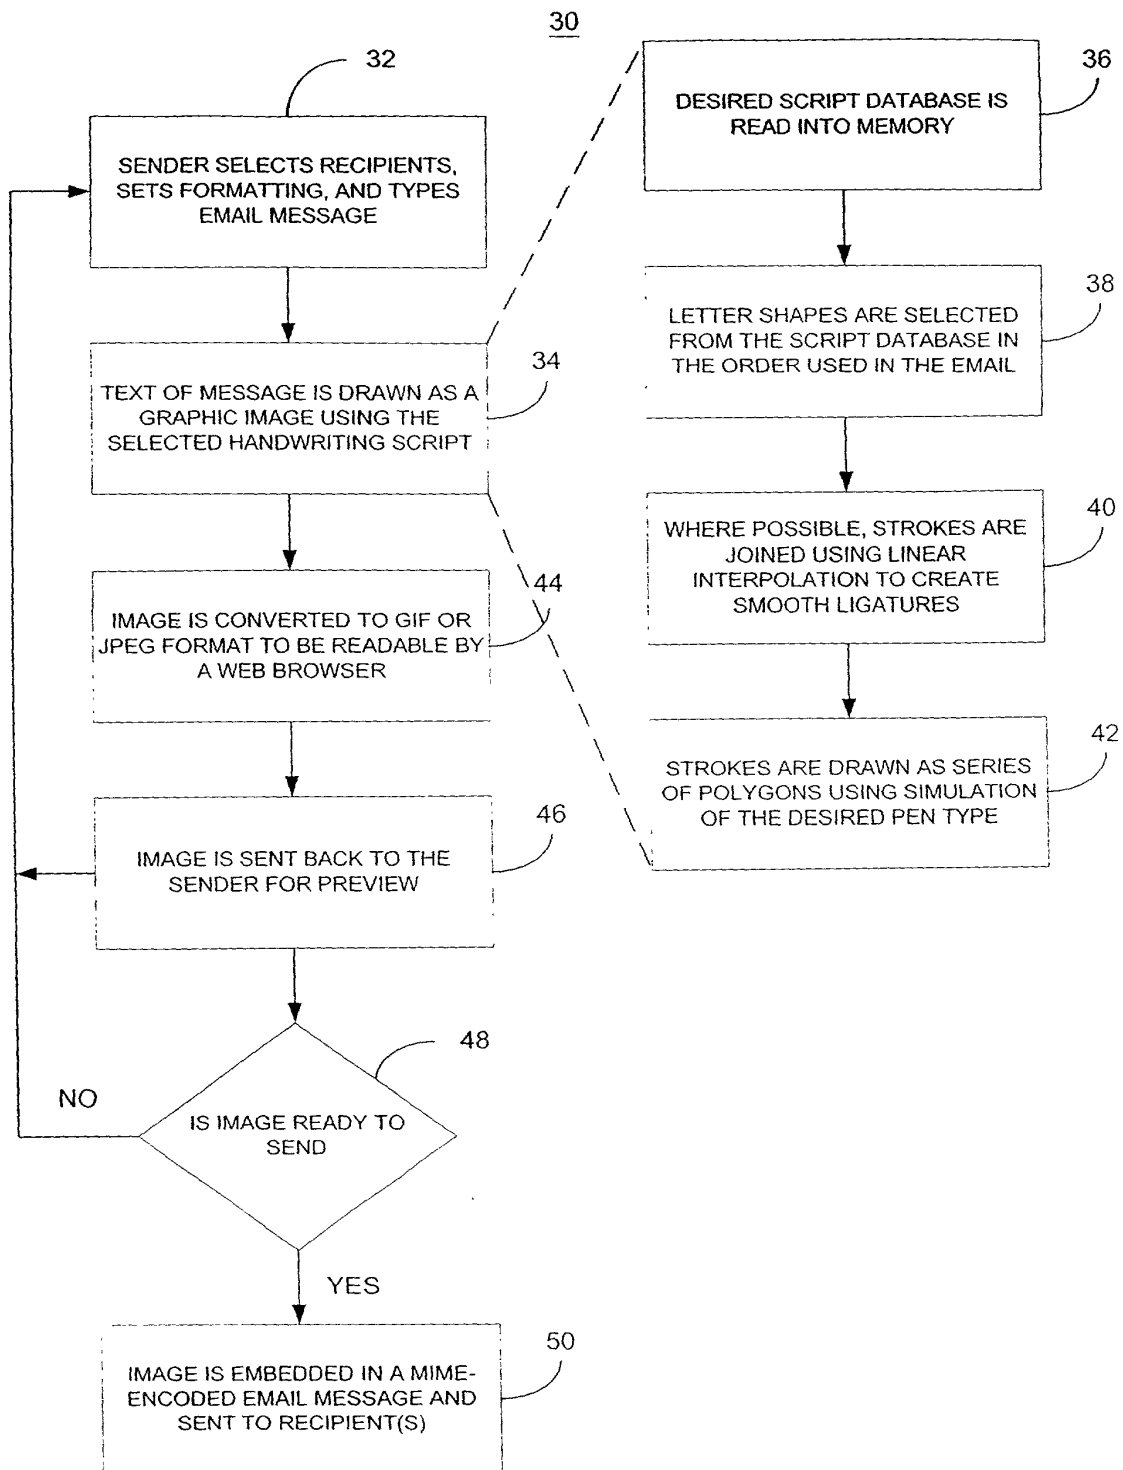 30
32
SENDER SELECTS RECIPIENTS,
SETS FORMATTING, AND TYPES
EMAIL MESSAGE
34
TEXT OF MESSAGE IS DRAWN AS A
GRAPHIC IMAGE USING THE
SELECTED HANDWRITING SCRIPT
36
DESIRED SCRIPT DATABASE IS
READ INTO MEMORY
38
LETTER SHAPES ARE SELECTED
FROM THE SCRIPT DATABASE IN
THE ORDER USED IN THE EMAIL
40
WHERE POSSIBLE, STROKES ARE
JOINED USING LINEAR
INTERPOLATION TO CREATE
SMOOTH LIGATURES
42
STROKES ARE DRAWN AS SERIES
OF POLYGONS USING SIMULATION
OF THE DESIRED PEN TYPE
44
IMAGE IS CONVERTED TO GIF OR
JPEG FORMAT TO BE READABLE BY
A WEB BROWSER
46
IMAGE IS SENT BACK TO THE
SENDER FOR PREVIEW
48
IS IMAGE READY TO
SEND
NO
YES
50
IMAGE IS EMBEDDED IN A MIME-
ENCODED EMAIL MESSAGE AND
SENT TO RECIPIENT(S)